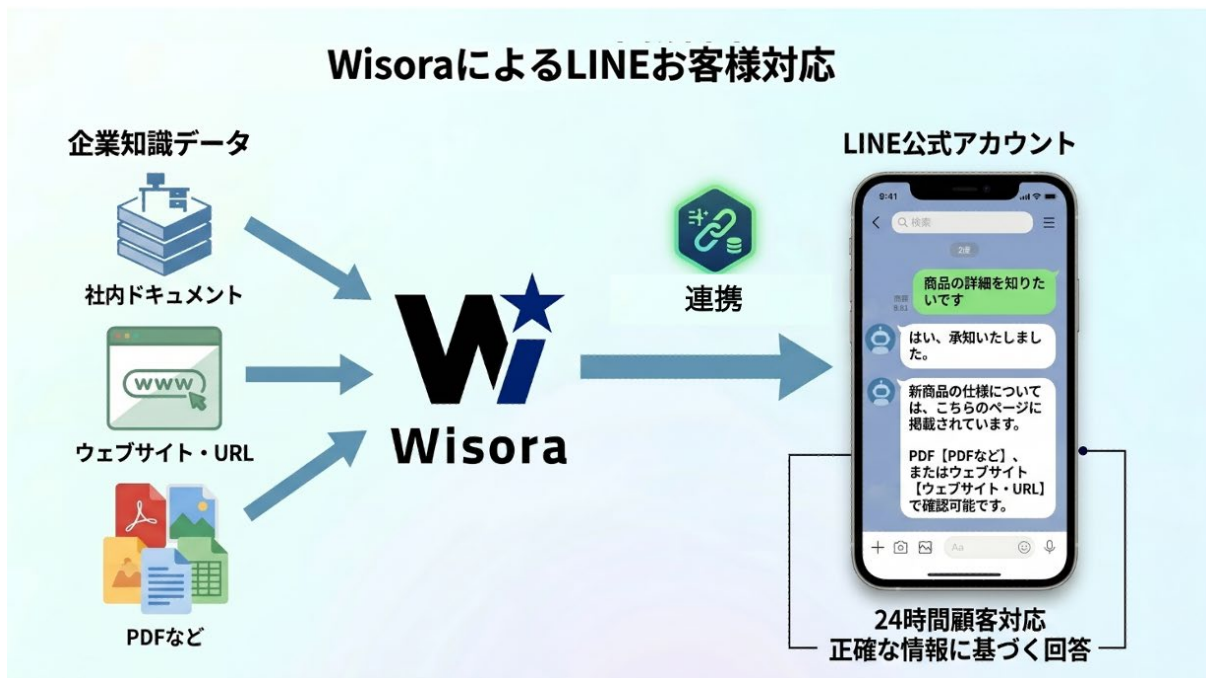 WisoraによるLINEお客様対応
企業知識データ
社内ドキュメント
WWW
ウェブサイト・URL
PDFなど
Wi
Wisora
連携
LINE公式アカウント
9:41
検索
商品の詳細を知りた
いです
はい、承知いたしまし
た。
新商品の仕様について
は、こちらのページに
掲載されています。
PDF【PDFなど】、
またはウェブサイト
【ウェブサイト・URL】
で確認可能です。
Aa
24時間顧客対応
正確な情報に基づく回答